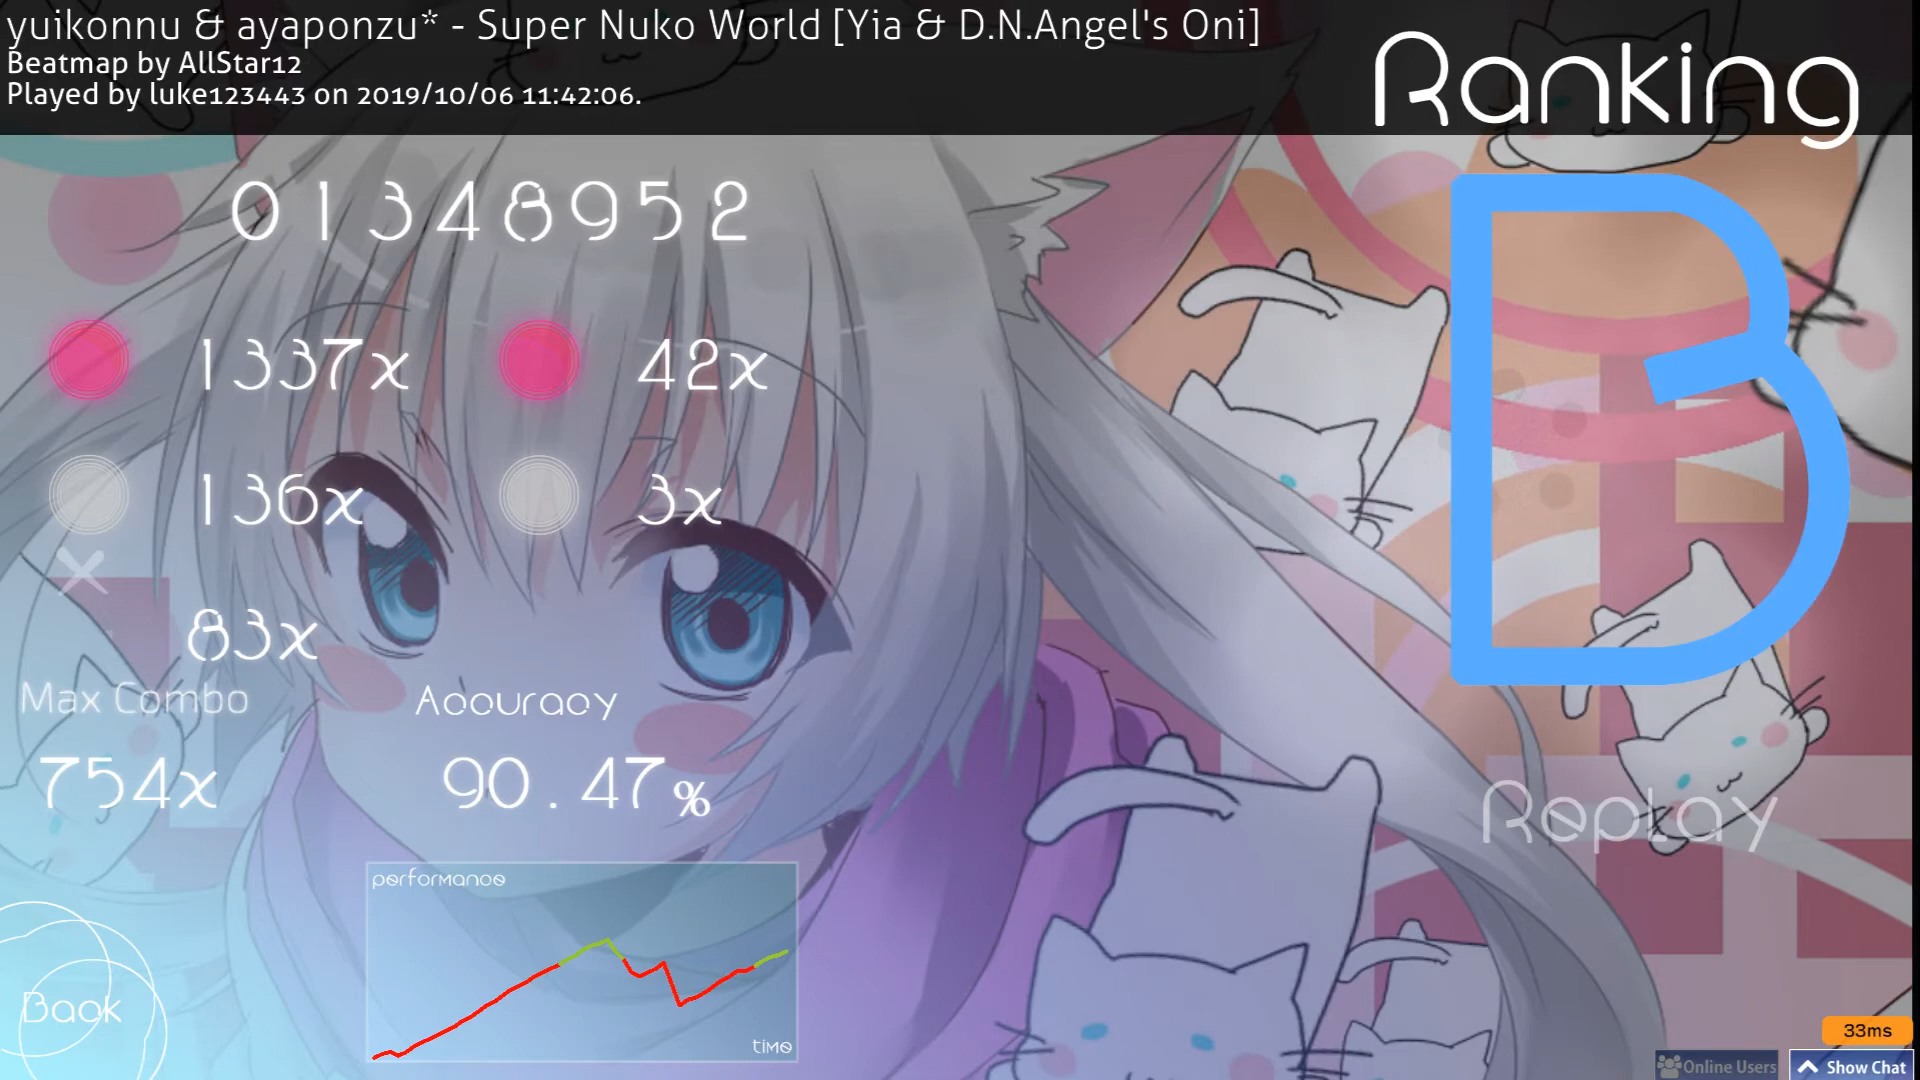 yuikonnu & ayaponzu* - Super Nuko World [Yia & D.N.Angel's Oni]
Beatmap by AllStar12
Played by luke123443 on 2019/10/06 11:42:06.
Ranking
01348952
1337x 42x
136x 3x
83x
B
Max Combo Accuracy
754x 90.47%
Replay
performance
time
Back
33ms
Online Users Show Chat